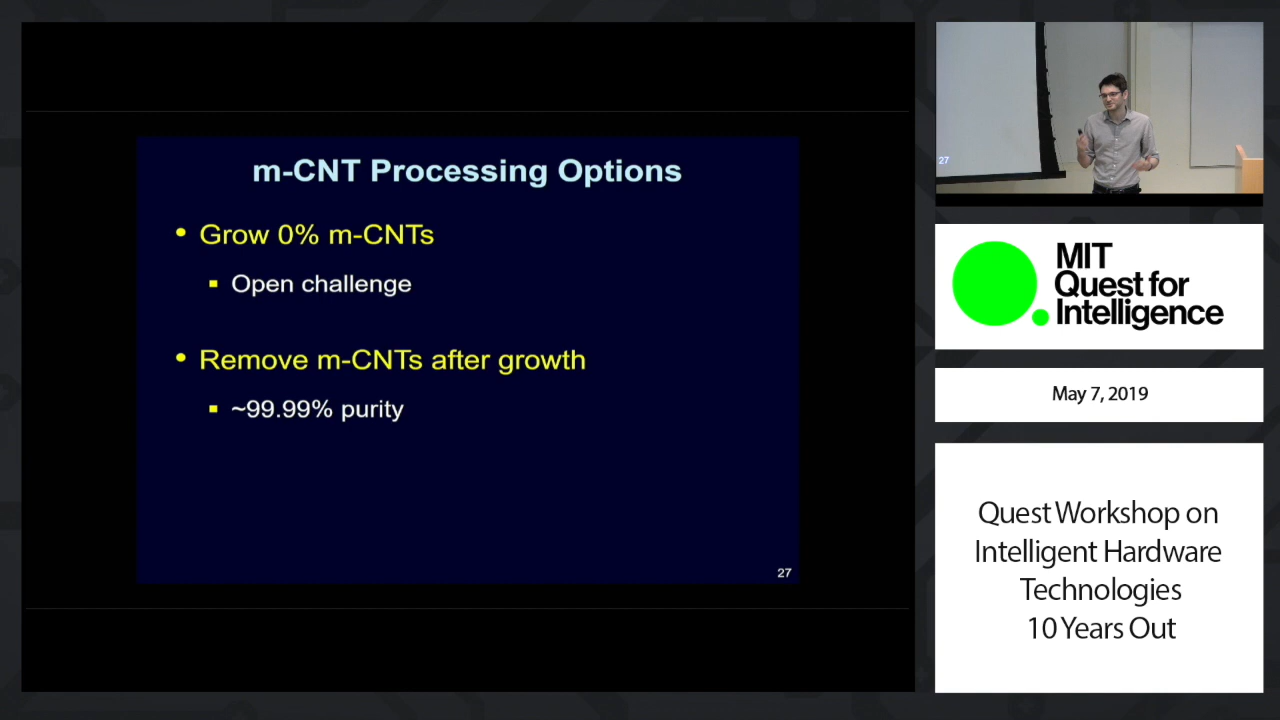 m-CNT Processing Options
• Grow 0% m-CNTs
▪ Open challenge
• Remove m-CNTs after growth
▪ ~99.99% purity
27
27
MIT
Quest for
Intelligence
May 7, 2019
Quest Workshop on
Intelligent Hardware
Technologies
10 Years Out